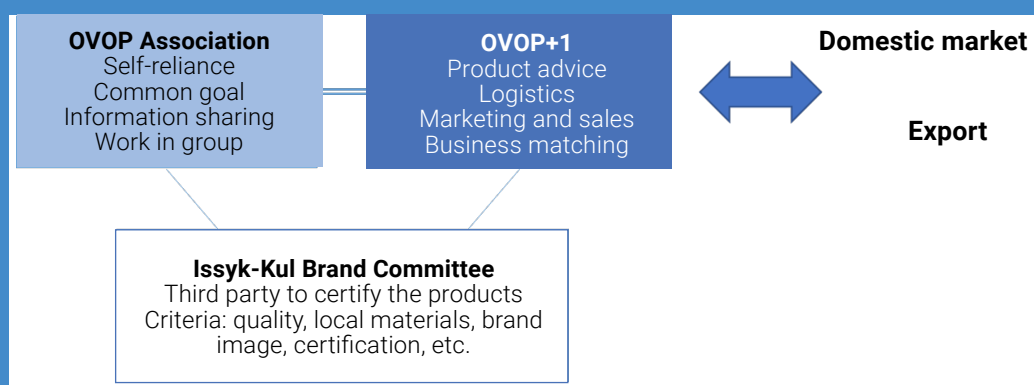 OVOP Association
Self-reliance
Common goal
Information sharing
Work in group
OVOP+1
Product advice
Logistics
Marketing and sales
Business matching
Domestic market
Export
Issyk-Kul Brand Committee
Third party to certify the products
Criteria: quality, local materials, brand
image, certification, etc.